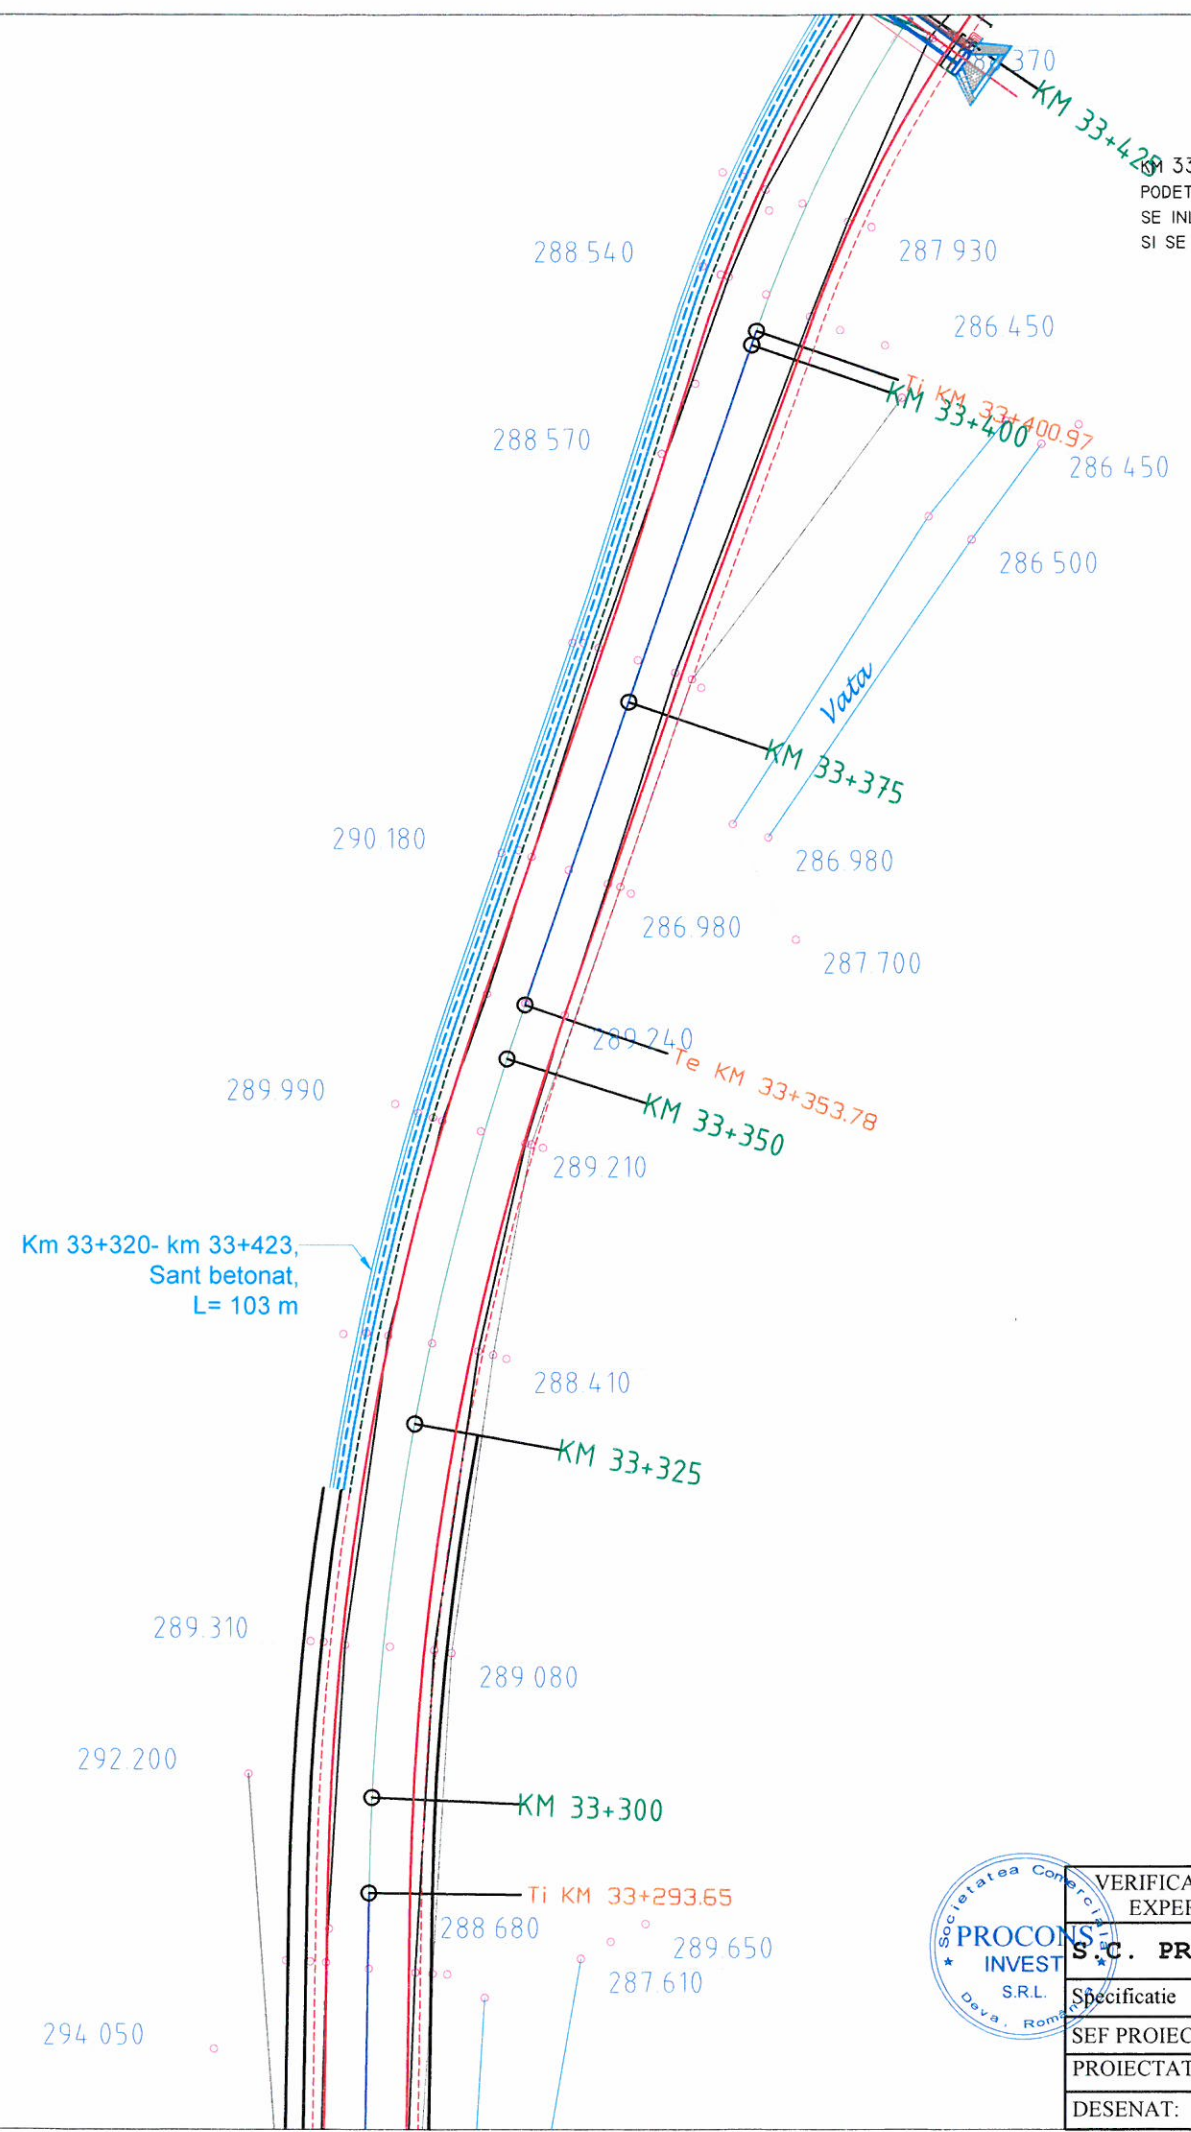 370
KM 33+425
KM 33
PODET
SE INL
SI SE
288 540
287 930
286 450
Ti KM 33+400.97
KM 33+400
288 570
286 450
286 500
Vata
KM 33+375
290.180
286 980
286.980
287.700
289.240
Te KM 33+353.78
289 990
KM 33+350
289.210
Km 33+320- km 33+423,
Sant betonat,
L= 103 m
288.410
KM 33+325
289.310
289 080
292.200
KM 33+300
Ti KM 33+293.65
288 680
289 650
287.610
294 050
Societatea Comerciala
PROCONS
INVEST
S.R.L.
Deva, România
VERIFICA
EXPER
S.C. PR
Specificatie
SEF PROIEC
PROIECTAT
DESENAT: